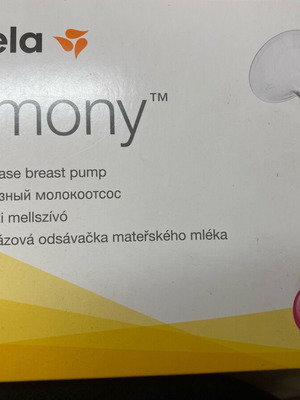 ela
mony™
ase breast pump
зный молокоотсос
i mellszívó
ázová odsávačka mateřského mléka